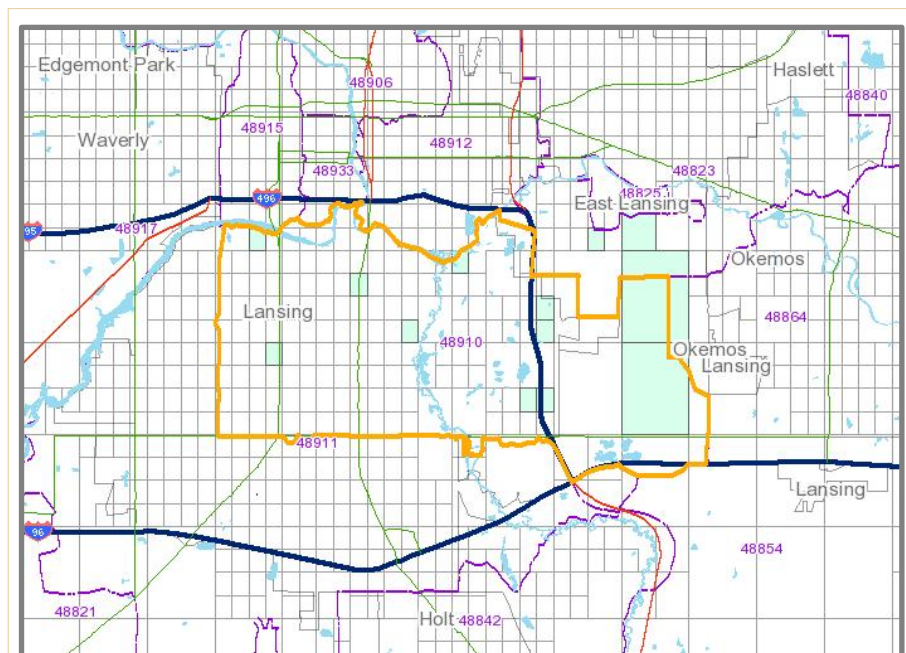 Edgemont Park
Haslett
48906
48840
Waverly
48915
48912
48933
48823
48825
496
East Lansing
95
48917
Okemos
Lansing
48864
48910
Okemos
Lansing
48911
Lansing
96
48854
48821
Holt
48842